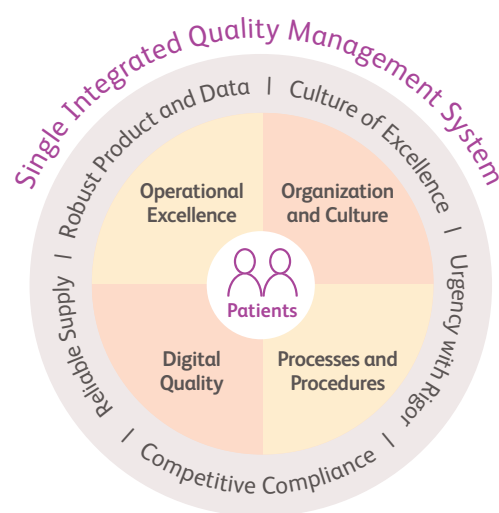 Single Integrated Quality Management System
Robust Product and Data | Culture of Excellence | Urgency with Rigor | Competitive Compliance | Reliable Supply |
Operational
Excellence
Organization
and Culture
Patients
Digital
Quality
Processes and
Procedures